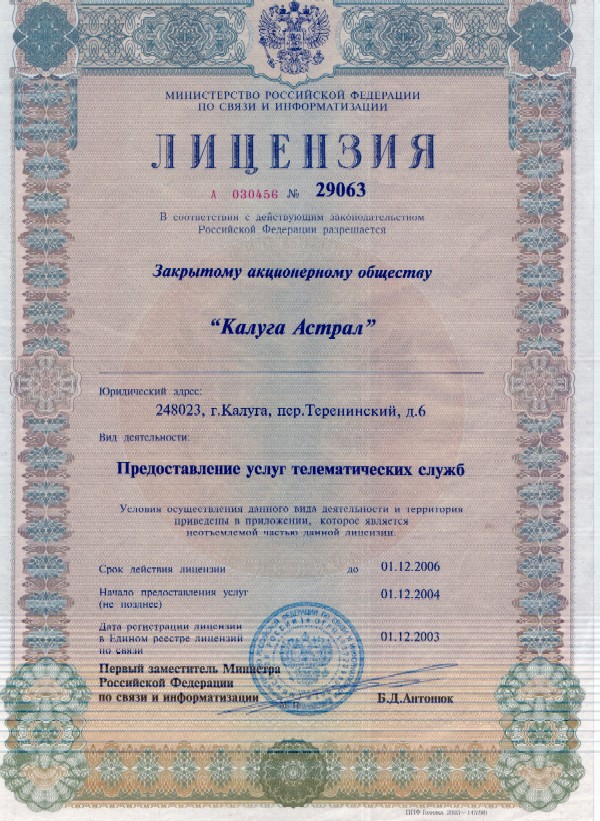 МИНИСТЕРСТВО РОССИЙСКОЙ ФЕДЕРАЦИИ
ПО СВЯЗИ И ИНФОРМАТИЗАЦИИ
ЛИЦЕНЗИЯ
А 030456 № 29063
В соответствии с действующим законодательством
Российской Федерации разрешается
Закрытому акционерному обществу
“Калуга Астрал”
Юридический адрес:
248023, г.Калуга, пер.Теренинский, д.6
Вид деятельности:
Предоставление услуг телематических служб
Условия осуществления данного вида деятельности и территория
приведены в приложении, которое является
неотъемлемой частью данной лицензии.
Срок действия лицензии до 01.12.2006
Начало предоставления услуг 01.12.2004
(не позднее)
Дата регистрации лицензии
в Едином реестре лицензий 01.12.2003
по связи
Первый заместитель Министра
Российской Федерации
по связи и информатизации Б.Д.Антонюк